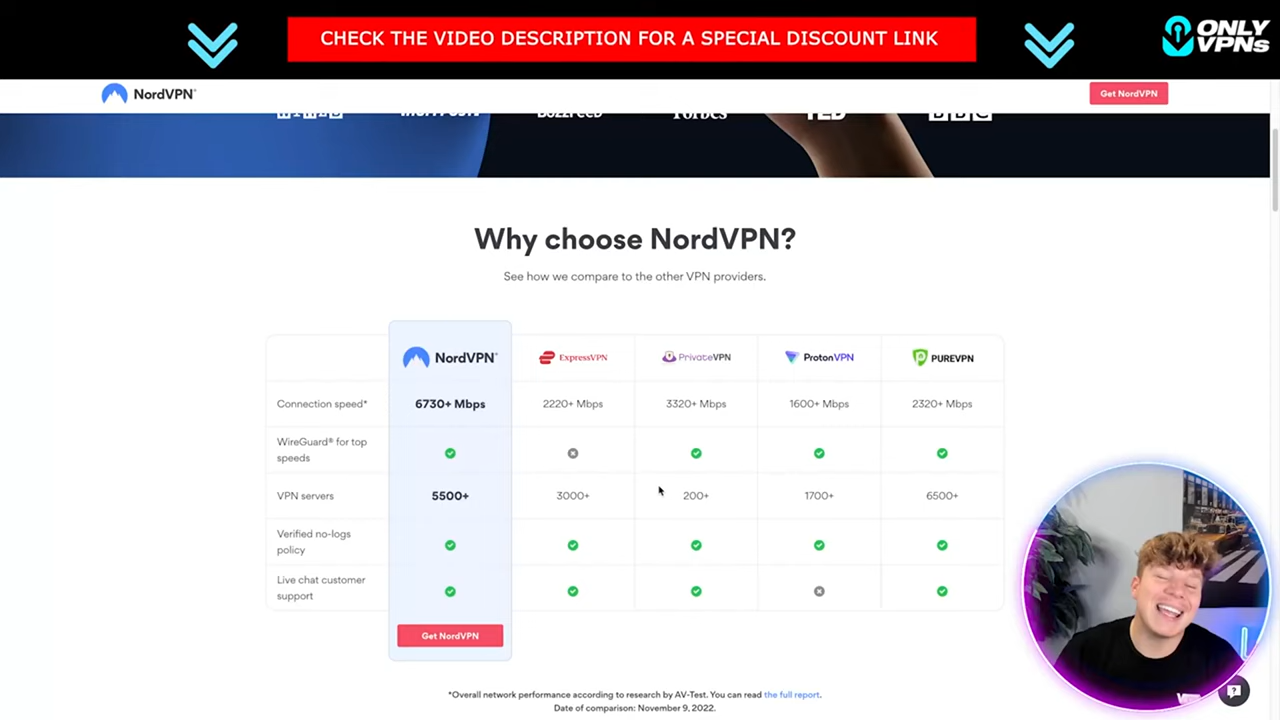 CHECK THE VIDEO DESCRIPTION FOR A SPECIAL DISCOUNT LINK
ONLY
VPNs
NordVPN®
Get NordVPN
Forbes
TED
BBC
Why choose NordVPN?
See how we compare to the other VPN providers.
NordVPN® ExpressVPN PrivateVPN ProtonVPN PUREVPN
Connection speed* 6730+ Mbps 2220+ Mbps 3320+ Mbps 1600+ Mbps 2320+ Mbps
WireGuard® for top
speeds
VPN servers 5500+ 3000+ 200+ 1700+ 6500+
Verified no-logs
policy
Live chat customer
support
Get NordVPN
*Overall network performance according to research by AV-Test. You can read the full report.
Date of comparison: November 9, 2022.